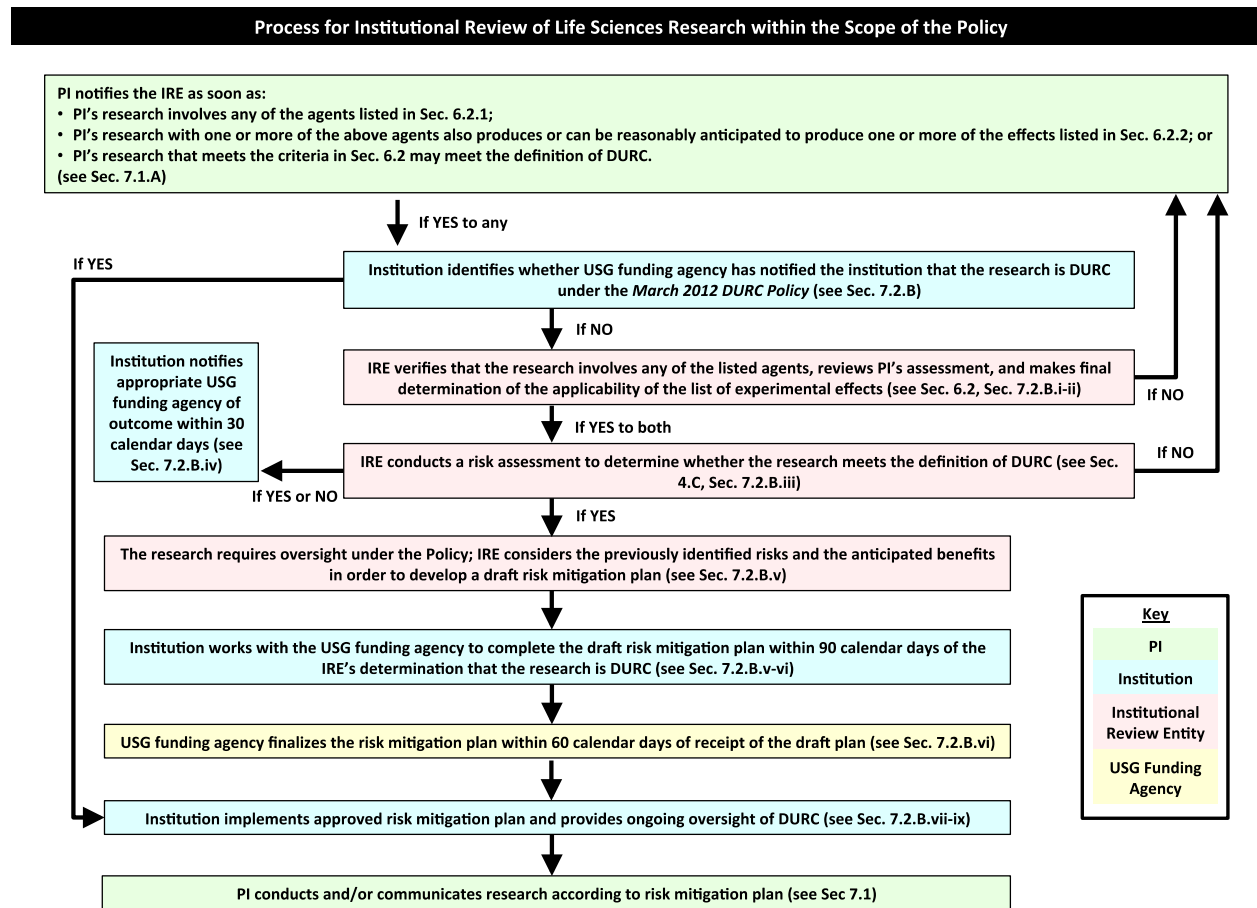 Process for Institutional Review of Life Sciences Research within the Scope of the Policy
PI notifies the IRE as soon as:
• PI's research involves any of the agents listed in Sec. 6.2.1;
• PI's research with one or more of the above agents also produces or can be reasonably anticipated to produce one or more of the effects listed in Sec. 6.2.2; or
• PI's research that meets the criteria in Sec. 6.2 may meet the definition of DURC.
(see Sec. 7.1.A)
If YES to any
If YES
Institution identifies whether USG funding agency has notified the institution that the research is DURC
under the March 2012 DURC Policy (see Sec. 7.2.B)
If NO
Institution notifies
appropriate USG
funding agency of
outcome within 30
calendar days (see
Sec. 7.2.B.iv)
IRE verifies that the research involves any of the listed agents, reviews PI's assessment, and makes final
determination of the applicability of the list of experimental effects (see Sec. 6.2, Sec. 7.2.B.i-ii)
If NO
If YES to both
IRE conducts a risk assessment to determine whether the research meets the definition of DURC (see Sec.
4.C, Sec. 7.2.B.iii)
If NO
If YES or NO
If YES
The research requires oversight under the Policy; IRE considers the previously identified risks and the anticipated benefits
in order to develop a draft risk mitigation plan (see Sec. 7.2.B.v)
Institution works with the USG funding agency to complete the draft risk mitigation plan within 90 calendar days of the
IRE's determination that the research is DURC (see Sec. 7.2.B.v-vi)
USG funding agency finalizes the risk mitigation plan within 60 calendar days of receipt of the draft plan (see Sec. 7.2.B.vi)
Institution implements approved risk mitigation plan and provides ongoing oversight of DURC (see Sec. 7.2.B.vii-ix)
PI conducts and/or communicates research according to risk mitigation plan (see Sec 7.1)
Key
PI
Institution
Institutional
Review Entity
USG Funding
Agency